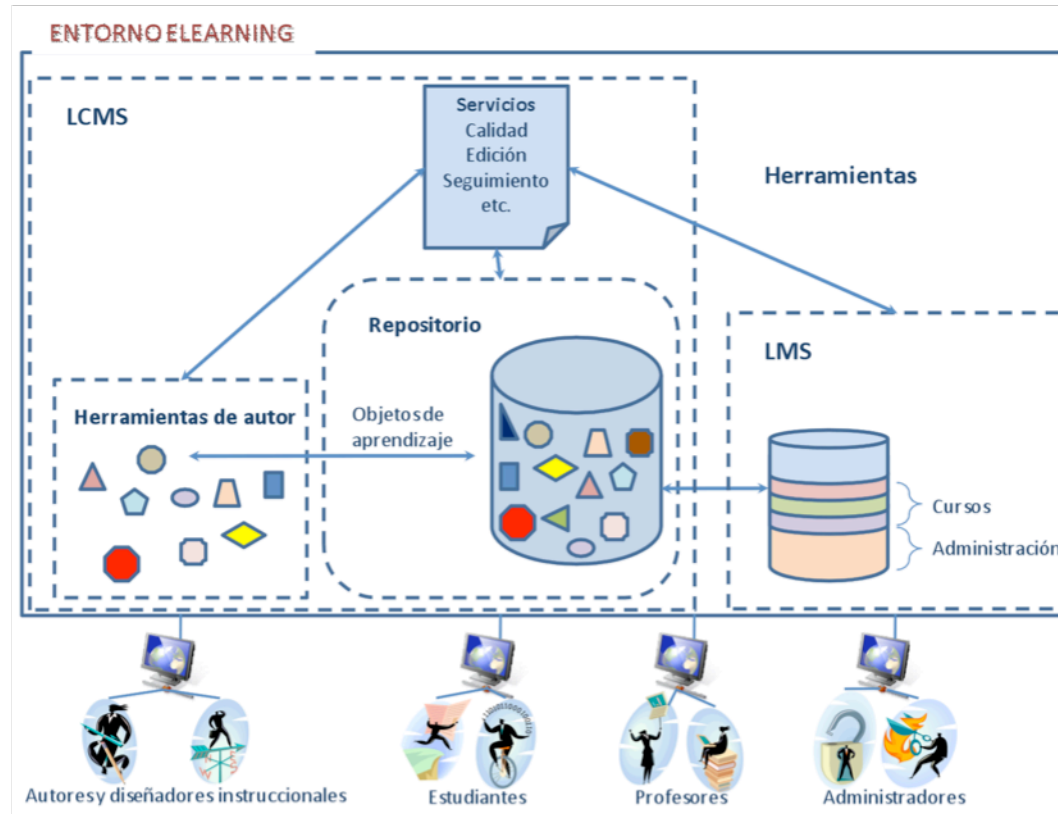 ENTORNO ELEARNING
LCMS
Servicios
Calidad
Edición
Seguimiento
etc.
Herramientas
Repositorio
LMS
Herramientas de autor
Objetos de
aprendizaje
Cursos
Administración
Autores y diseñadores instruccionales
Estudiantes
Profesores
Administradores